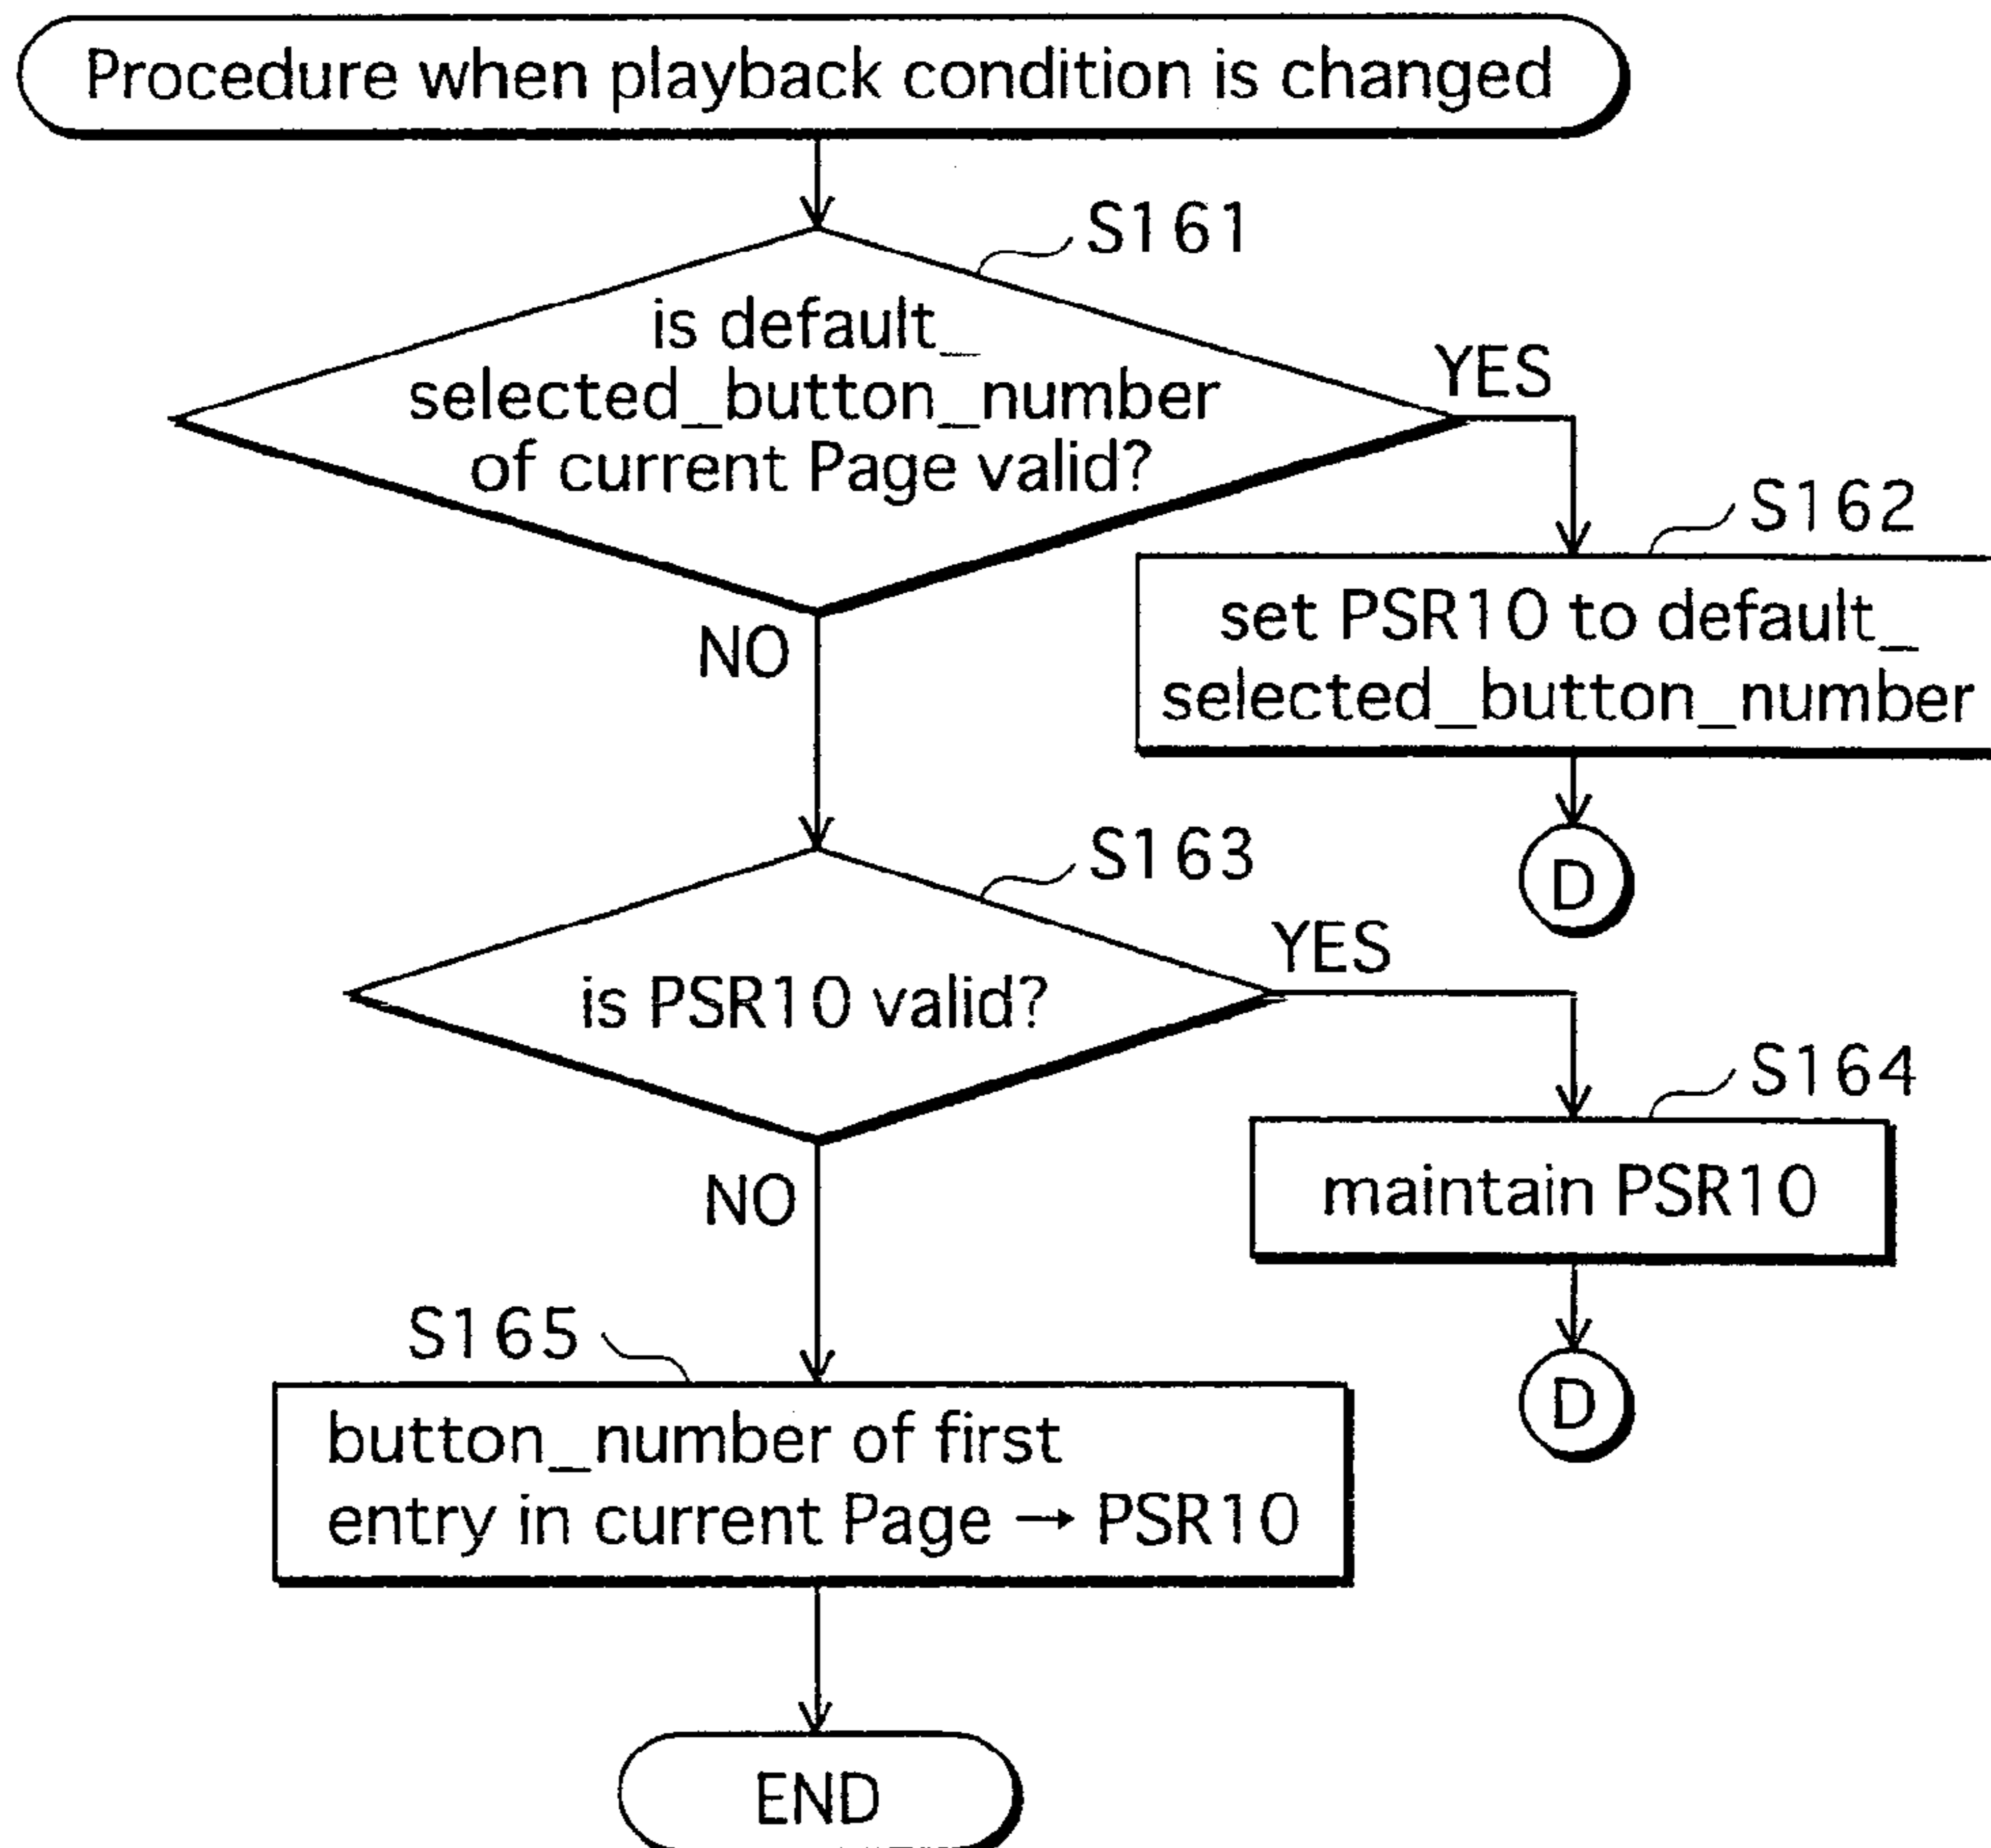 Procedure when playback condition is changed
S161
is default_
selected_button_number
of current Page valid?
YES
S162
set PSR10 to default_
selected_button_number
NO
D
S163
is PSR10 valid?
YES
S164
maintain PSR10
NO
D
S165
button_number of first
entry in current Page → PSR10
END